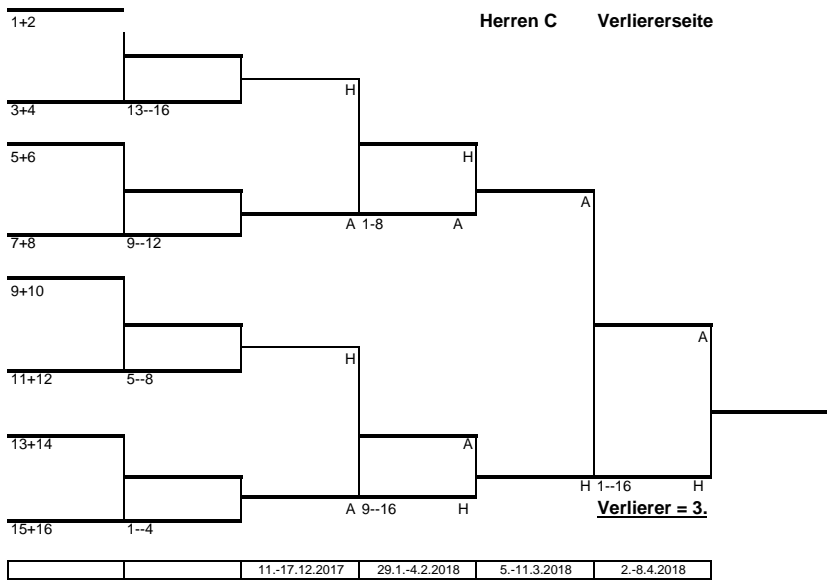 Herren C Verliererseite
1+2
H
3+4 13--16
5+6 H
A
7+8 9--12 A 1-8 A
9+10
A
H
11+12 5--8
13+14 A
H 1--16 H
A 9--16 H Verlierer = 3.
15+16 1--4
11.-17.12.2017 29.1.-4.2.2018 5.-11.3.2018 2.-8.4.2018